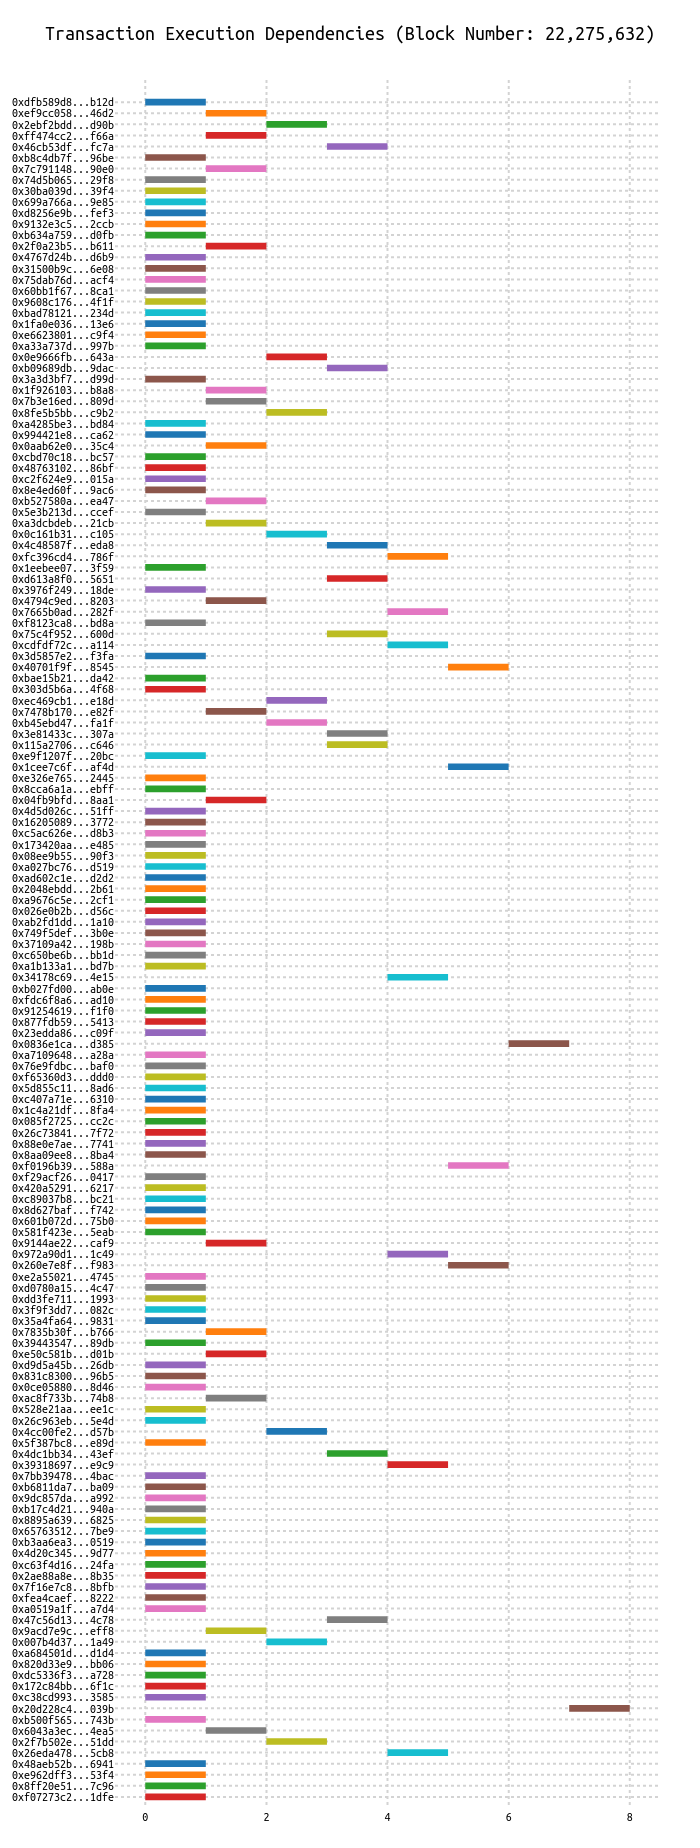 Transaction Execution Dependencies (Block Number: 22,275,632)
0xdfb589d8...b12d
0xef9cc058...46d2
0x2ebf2bdd...d90b
0xff474cc2...f66a
0x46cb53df...fc7a
0xb8c4db7f...96be
0x7c791148...90e0
0x74d5b065...29f8
0x30ba039d...39f4
0x699a766a...9e85
0xd8256e9b...fef3
0x9132e3c5...2ccb
0xb634a759...d0fb
0x2f0a23b5...b611
0x4767d24b...d6b9
0x31500b9c...6e08
0x75dab76d...acf4
0x60bb1f67...8ca1
0x9608c176...4f1f
0xbad78121...234d
0x1fa0e036...13e6
0xe6623801...c9f4
0xa33a737d...997b
0x0e9666fb...643a
0xb09689db...9dac
0x3a3d3bf7...d99d
0x1f926103...b8a8
0x7b3e16ed...809d
0x8fe5b5bb...c9b2
0xa4285be3...bd84
0x994421e8...ca62
0x0aab62e0...35c4
0xcbd70c18...bc57
0x48763102...86bf
0xc2f624e9...015a
0x8e4ed60f...9ac6
0xb527580a...ea47
0x5e3b213d...ccef
0xa3dcbdeb...21cb
0x0c161b31...c105
0x4c48587f...eda8
0xfc396cd4...786f
0x1eebee07...3f59
0xd613a8f0...5651
0x3976f249...18de
0x4794c9ed...8203
0x7665b0ad...282f
0xf8123ca8...bd8a
0x75c4f952...600d
0xcdfdf72c...a114
0x3d5857e2...f3fa
0x40701f9f...8545
0xbae15b21...da42
0x303d5b6a...4f68
0xec469cb1...e18d
0x7478b170...e82f
0xb45ebd47...fa1f
0x3e81433c...307a
0x115a2706...c646
0xe9f1207f...20bc
0x1cee7c6f...af4d
0xe326e765...2445
0x8cca6a1a...ebff
0x04fb9bfd...8aa1
0x4d5d026c...51ff
0x16205089...3772
0xc5ac626e...d8b3
0x173420aa...e485
0x08ee9b55...90f3
0xa027bc76...d519
0xad602c1e...d2d2
0x2048ebdd...2b61
0xa9676c5e...2cf1
0x026e0b2b...d56c
0xab2fd1dd...1a10
0x749f5def...3b0e
0x37109a42...198b
0xc650be6b...bb1d
0xa1b133a1...bd7b
0x34178c69...4e15
0xb027fd00...ab0e
0xfdc6f8a6...ad10
0x91254619...f1f0
0x877fdb59...5413
0x23edda86...c09f
0x0836e1ca...d385
0xa7109648...a28a
0x76e9fdbc...baf0
0xf65360d3...ddd0
0x5d855c11...8ad6
0xc407a71e...6310
0x1c4a21df...8fa4
0x085f2725...cc2c
0x26c73841...7f72
0x88e0e7ae...7741
0x8aa09ee8...8ba4
0xf0196b39...588a
0xf29acf26...0417
0x420a5291...6217
0xc89037b8...bc21
0x8d627baf...f742
0x601b072d...75b0
0x581f423e...5eab
0x9144ae22...caf9
0x972a90d1...1c49
0x260e7e8f...f983
0xe2a55021...4745
0xd0780a15...4c47
0xdd3fe711...1993
0x3f9f3dd7...082c
0x35a4fa64...9831
0x7835b30f...b766
0x39443547...89db
0xe50c581b...d01b
0xd9d5a45b...26db
0x831c8300...96b5
0x0ce05880...8d46
0xac8f733b...74b8
0x528e21aa...ee1c
0x26c963eb...5e4d
0x4cc00fe2...d57b
0x5f387bc8...e89d
0x4dc1bb34...43ef
0x39318697...e9c9
0x7bb39478...4bac
0xb6811da7...ba09
0x9dc857da...a992
0xb17c4d21...940a
0x8895a639...6825
0x65763512...7be9
0xb3aa6ea3...0519
0x4d20c345...9d77
0xc63f4d16...24fa
0x2ae88a8e...8b35
0x7f16e7c8...8bfb
0xfea4caef...8222
0xa0519a1f...a7d4
0x47c56d13...4c78
0x9acd7e9c...eff8
0x007b4d37...1a49
0xa684501d...d1d4
0x820d33e9...bb06
0xdc5336f3...a728
0x172c84bb...6f1c
0xc38cd993...3585
0x20d228c4...039b
0xb500f565...743b
0x6043a3ec...4ea5
0x2f7b502e...51dd
0x26eda478...5cb8
0x48aeb52b...6941
0xe962dff3...53f4
0x8ff20e51...7c96
0xf07273c2...1dfe
0 2 4 6 8